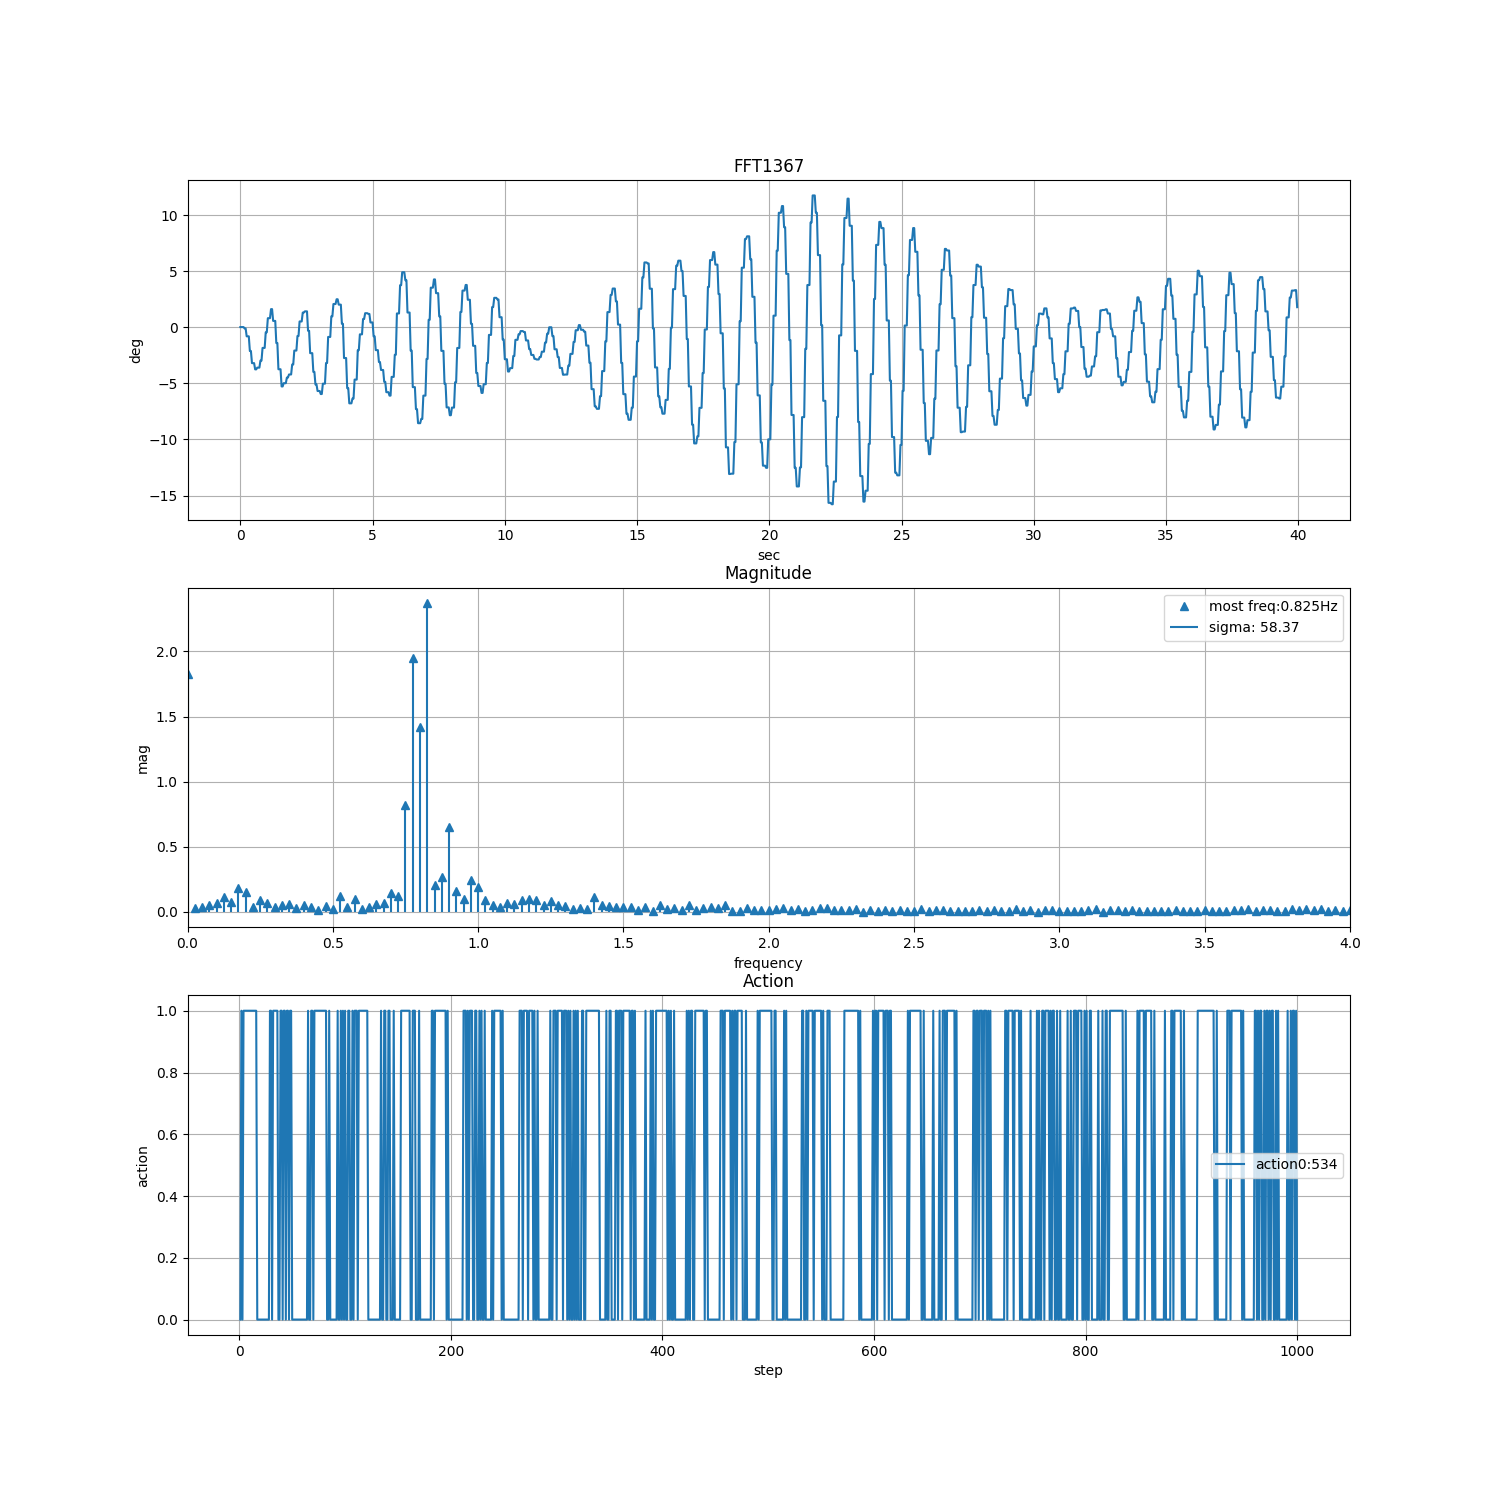 FFT1367
10
5
0
−5
−10
−15
deg
0 5 10 15 20 25 30 35 40
sec
Magnitude
most freq:0.825Hz
sigma: 58.37
2.0
1.5
1.0
0.5
0.0
mag
0.0 0.5 1.0 1.5 2.0 2.5 3.0 3.5 4.0
frequency
Action
1.0
0.8
0.6
0.4
0.2
0.0
action
action0:534
0 200 400 600 800 1000
step